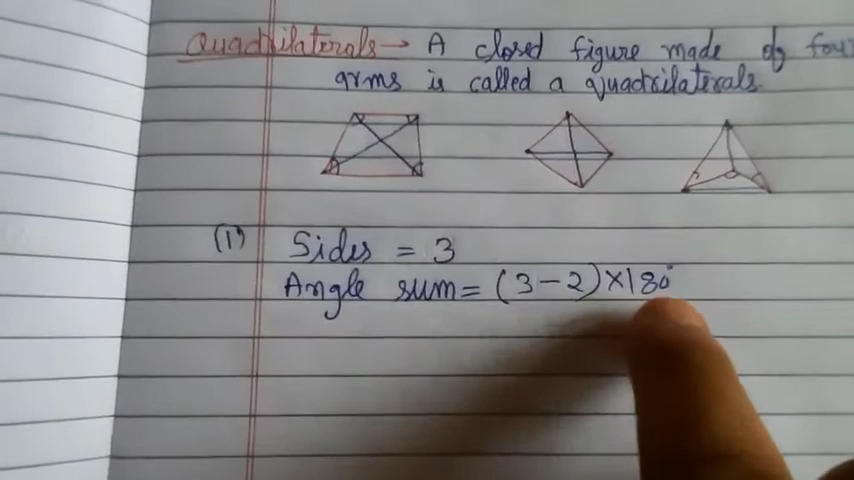 Quadrilaterals → A closed figure made of four
arms is called a quadrilaterals.
(1) Sides = 3
Angle sum = (3-2)×180°